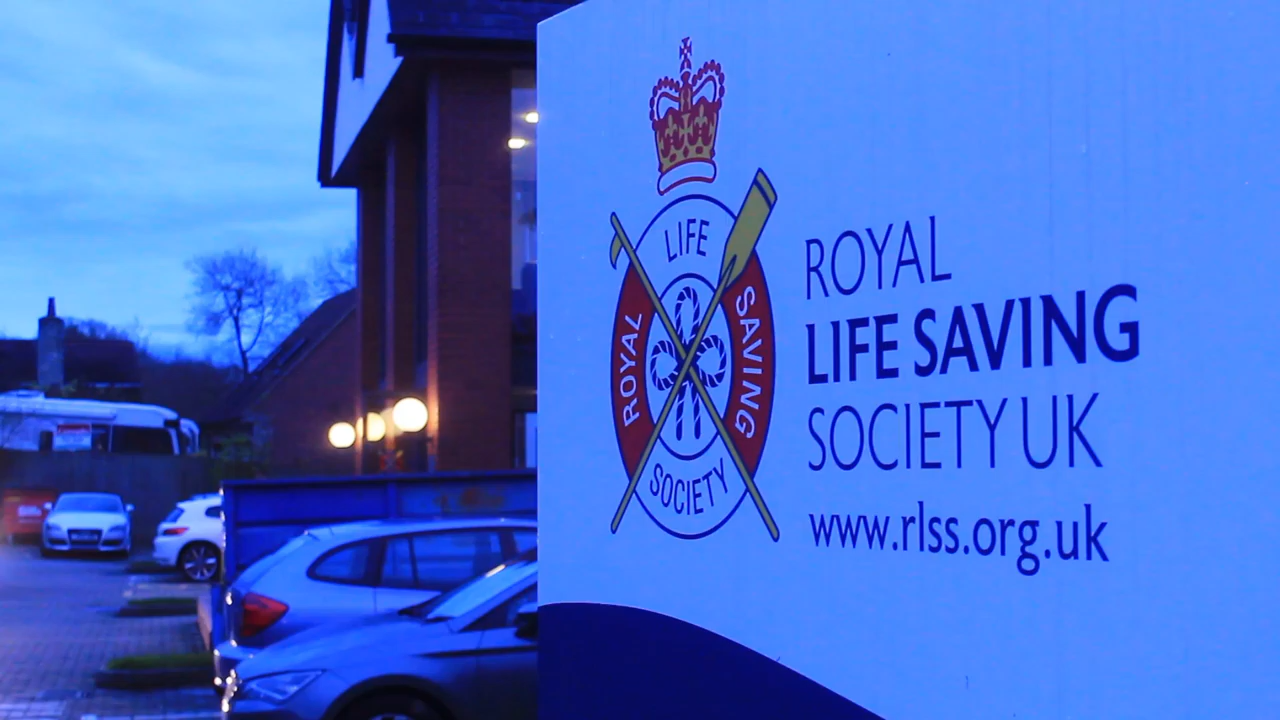 LIFE
ROYAL
SAVING
SOCIETY
ROYAL
LIFE SAVING
SOCIETY UK
www.rlss.org.uk